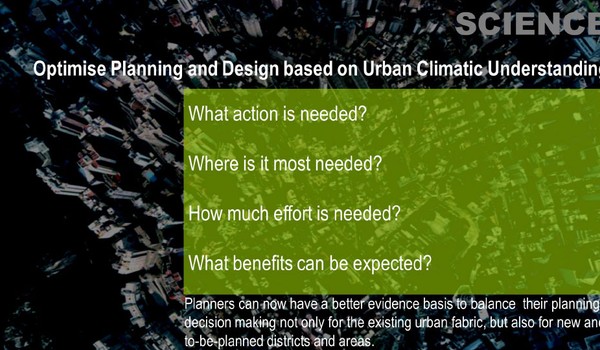 SCIENCE
Optimise Planning and Design based on Urban Climatic Understanding
What action is needed?
Where is it most needed?
How much effort is needed?
What benefits can be expected?
Planners can now have a better evidence basis to balance their planning
decision making not only for the existing urban fabric, but also for new and
to-be-planned districts and areas.